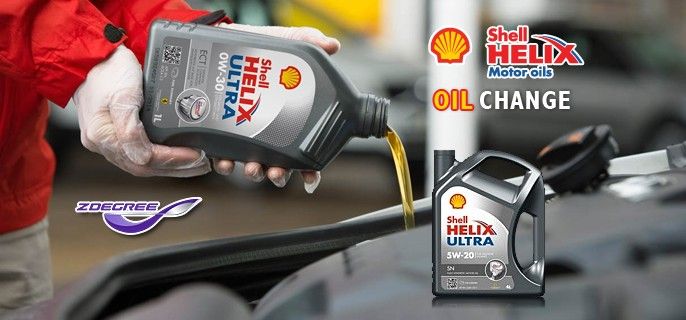 Shell
HELIX
Motor oils
OIL CHANGE
Shell
HELIX
ULTRA
ECT
0W-30
1L
ZDEGREE
Shell
HELIX
ULTRA
5W-20
SN
4L